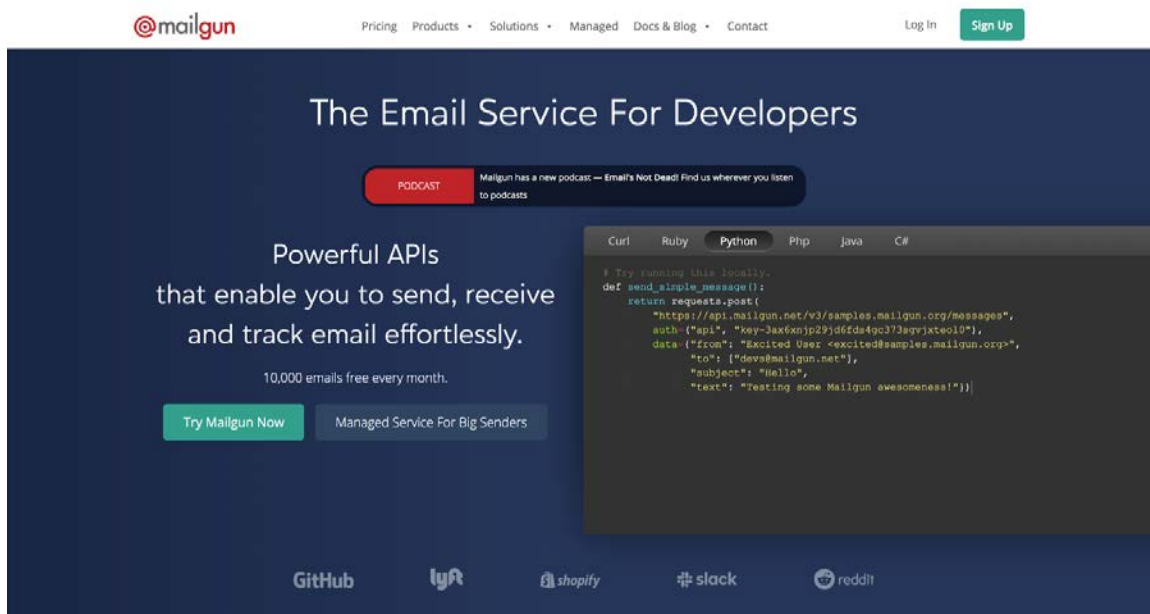 @mailgun
Pricing Products Solutions Managed Docs & Blog Contact Log In Sign Up
The Email Service For Developers
PODCAST
Mailgun has a new podcast — Email's Not Dead! Find us wherever you listen
to podcasts
Powerful APIs
that enable you to send, receive
and track email effortlessly.
10,000 emails free every month.
Try Mailgun Now Managed Service For Big Senders
Curl Ruby Python Php Java C#
# Try running this locally.
def send_simple_message():
return requests.post(
"https://api.mailgun.net/v3/samples.mailgun.org/messages",
auth=("api", "key-3ax6xnjp29jd6fds4gc373sgvjxteol0"),
data={"from": "Excited User <excited@samples.mailgun.org>",
"to": ["devs@mailgun.net"],
"subject": "Hello",
"text": "Testing some Mailgun awesomeness!"})
GitHub lyft shopify slack reddit